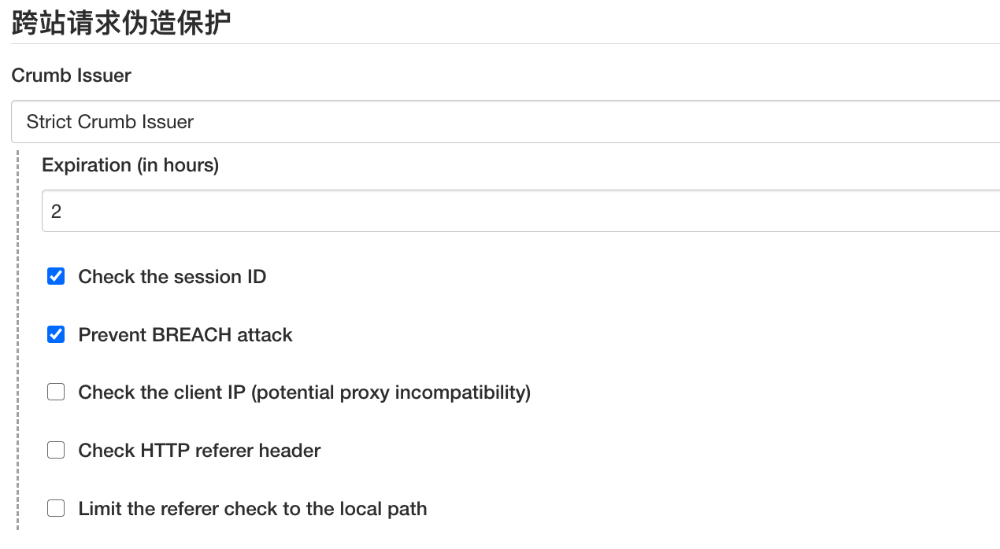 跨站请求伪造保护
Crumb Issuer
Strict Crumb Issuer
Expiration (in hours)
2
Check the session ID
Prevent BREACH attack
Check the client IP (potential proxy incompatibility)
Check HTTP referer header
Limit the referer check to the local path